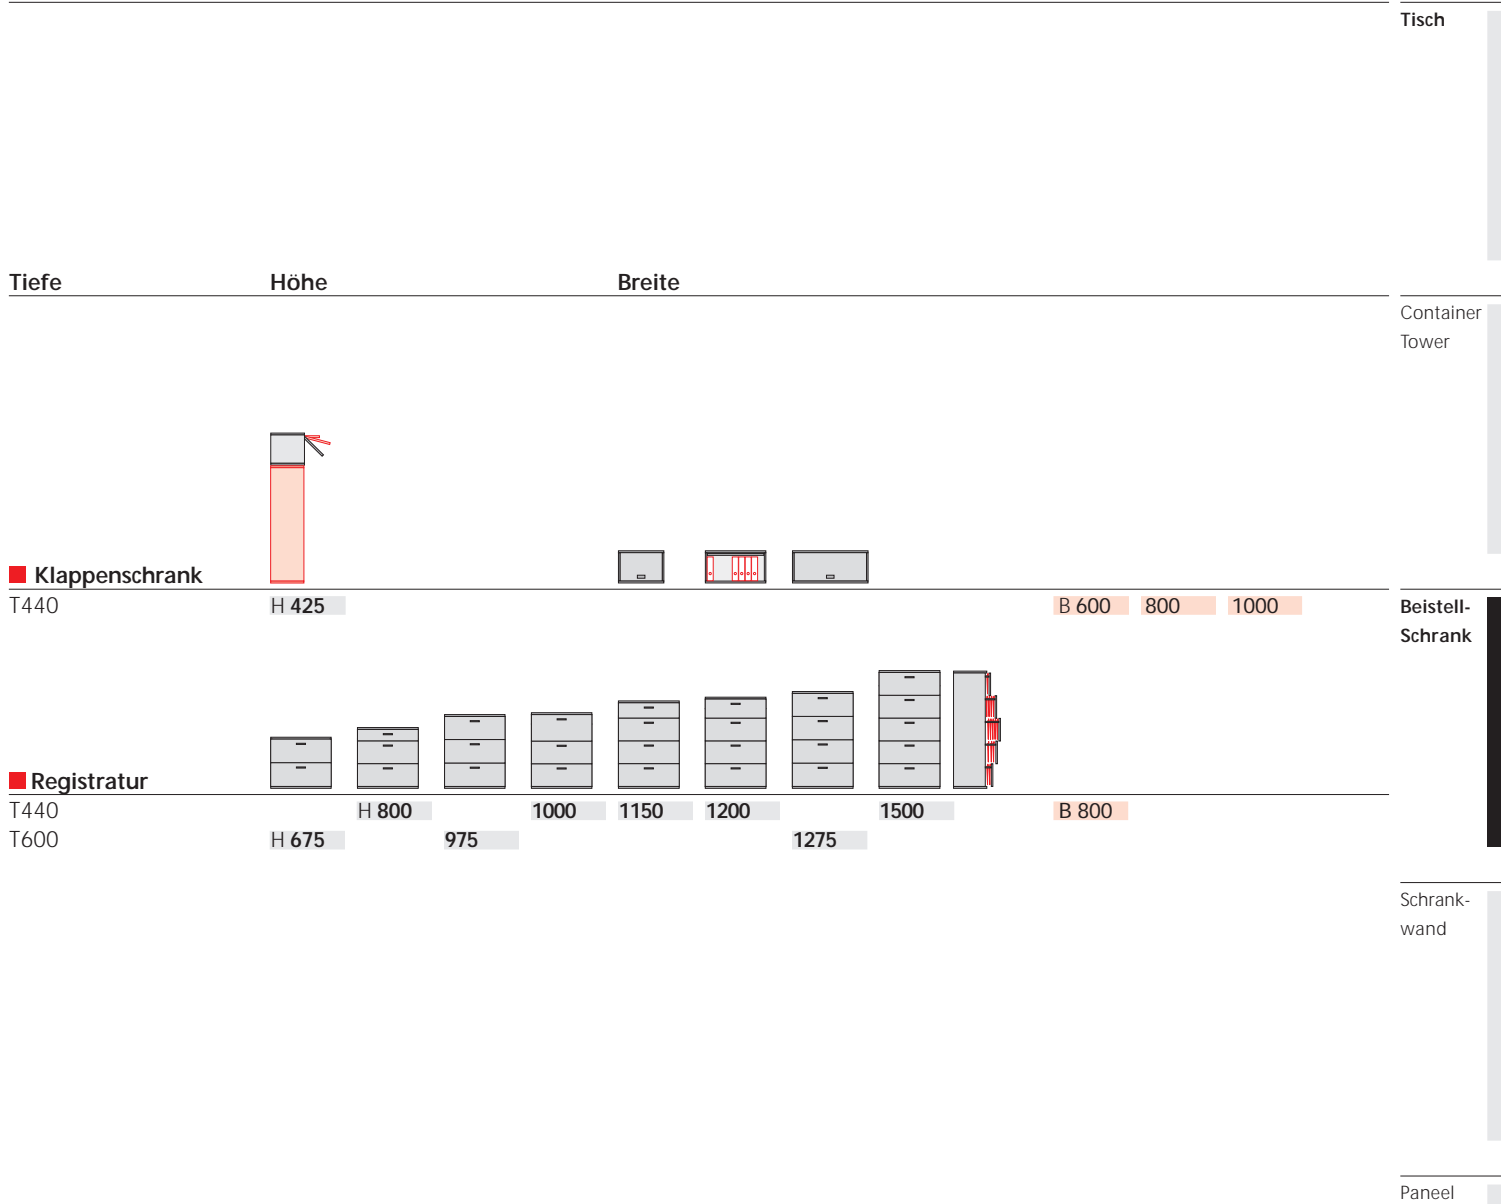 Tisch
Tiefe Höhe Breite
Container
Tower
Klappenschrank
T440 H 425 B 600 800 1000
Beistell-
Schrank
Registratur
T440 H 800 1000 1150 1200 1500 B 800
T600 H 675 975 1275
Schrank-
wand
Paneel